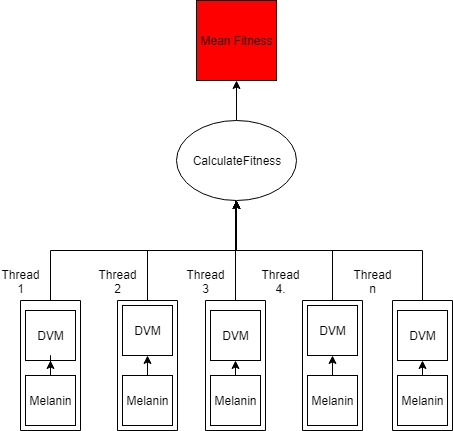 Mean Fitness
CalculateFitness
Thread
1
Thread
2
Thread
3
Thread
4.
Thread
n
DVM
DVM
DVM
DVM
DVM
Melanin
Melanin
Melanin
Melanin
Melanin